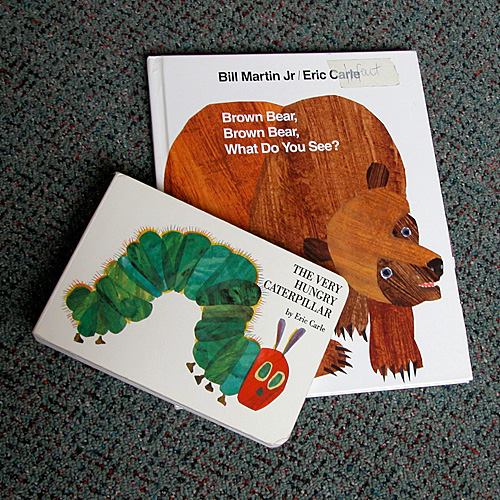 Bill Martin Jr / Eric Carle
Brown Bear,
Brown Bear,
What Do You See?
THE VERY
HUNGRY
CATERPILLAR
by Eric Carle